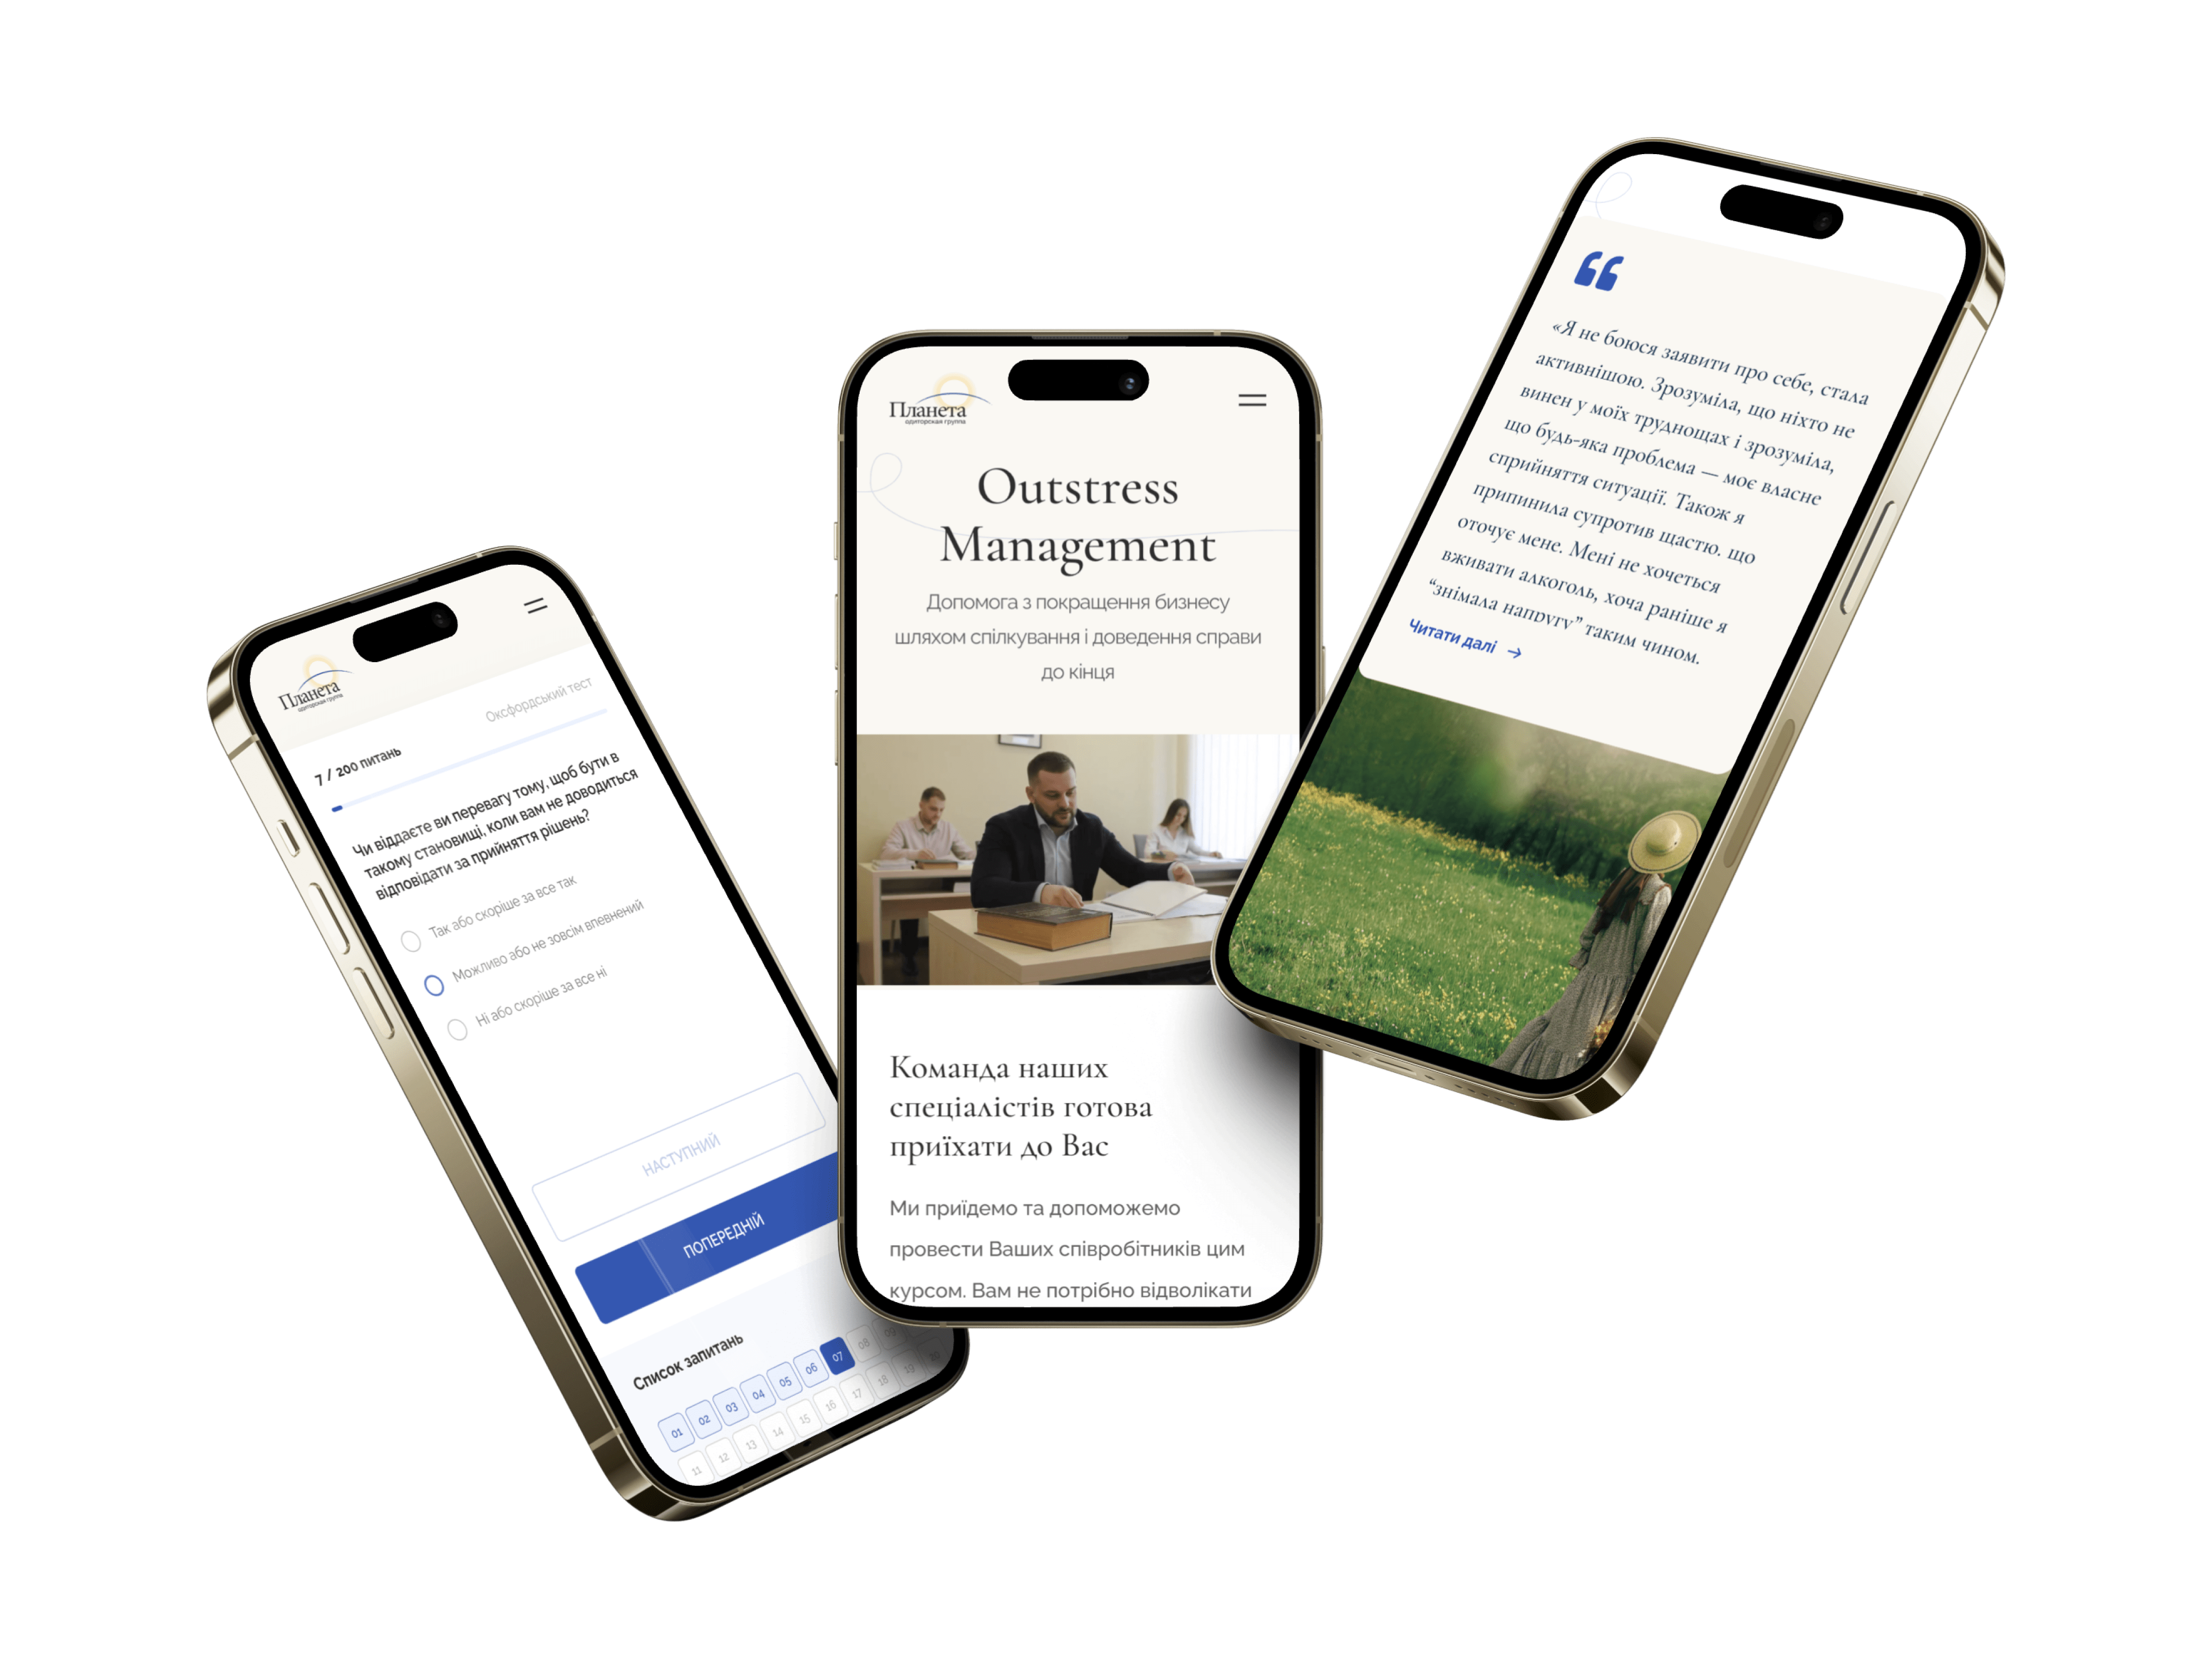 Планета
одиторская группа
Оксфордський тест
7 / 200 питань
Чи віддаєте ви перевагу тому, щоб бути в
такому становищі, коли вам не доводиться
відповідати за прийняття рішень?
Так або скоріше за все так
Можливо або не зовсім впевнений
Ні або скоріше за все ні
НАСТУПНИЙ
ПОПЕРЕДНІЙ
Список запитань
01 02 03 04 05 06 07 08 09
11 12 13 14 15 16 17 18 19 20
Планета
одиторская группа
Outstress
Management
Допомога з покращення бизнесу
шляхом спілкування і доведення справи
до кінця
Команда наших
спеціалістів готова
приїхати до Вас
Ми приїдемо та допоможемо
провести Ваших співробітників цим
курсом. Вам не потрібно відволікати
«Я не боюся заявити про себе, стала
активнішою. Зрозуміла, що ніхто не
винен у моїх труднощах і зрозуміла,
що будь-яка проблема — моє власне
сприйняття ситуації. Також я
припинила супротив щастю. що
оточує мене. Мені не хочеться
вживати алкоголь, хоча раніше я
“знімала напругу” таким чином.
Читати далі →